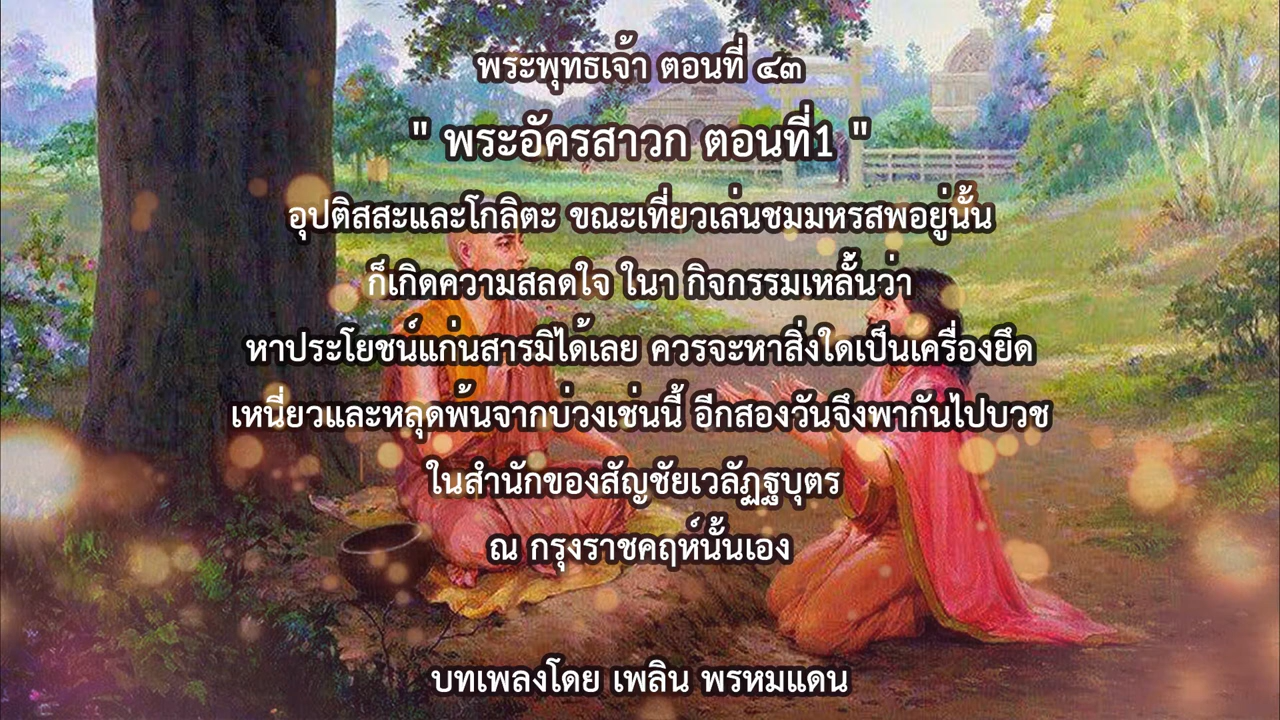 พระพุทธเจ้า ตอนที่ ๔๓
" พระอัครสาวก ตอนที่1 "
อุปติสสะและโกลิตะ ขณะเที่ยวเล่นชมมหรสพอยู่นั้น
ก็เกิดความสลดใจ ในา กิจกรรมเหลั้นว่า
หาประโยชน์แก่นสารมิได้เลย ควรจะหาสิ่งใดเป็นเครื่องยึด
เหนี่ยวและหลุดพ้นจากบ่วงเช่นนี้ อีกสองวันจึงพากันไปบวช
ในสำนักของสัญชัยเวลัฏฐบุตร
ณ กรุงราชคฤห์นั้นเอง
บทเพลงโดย เพลิน พรหมแดน